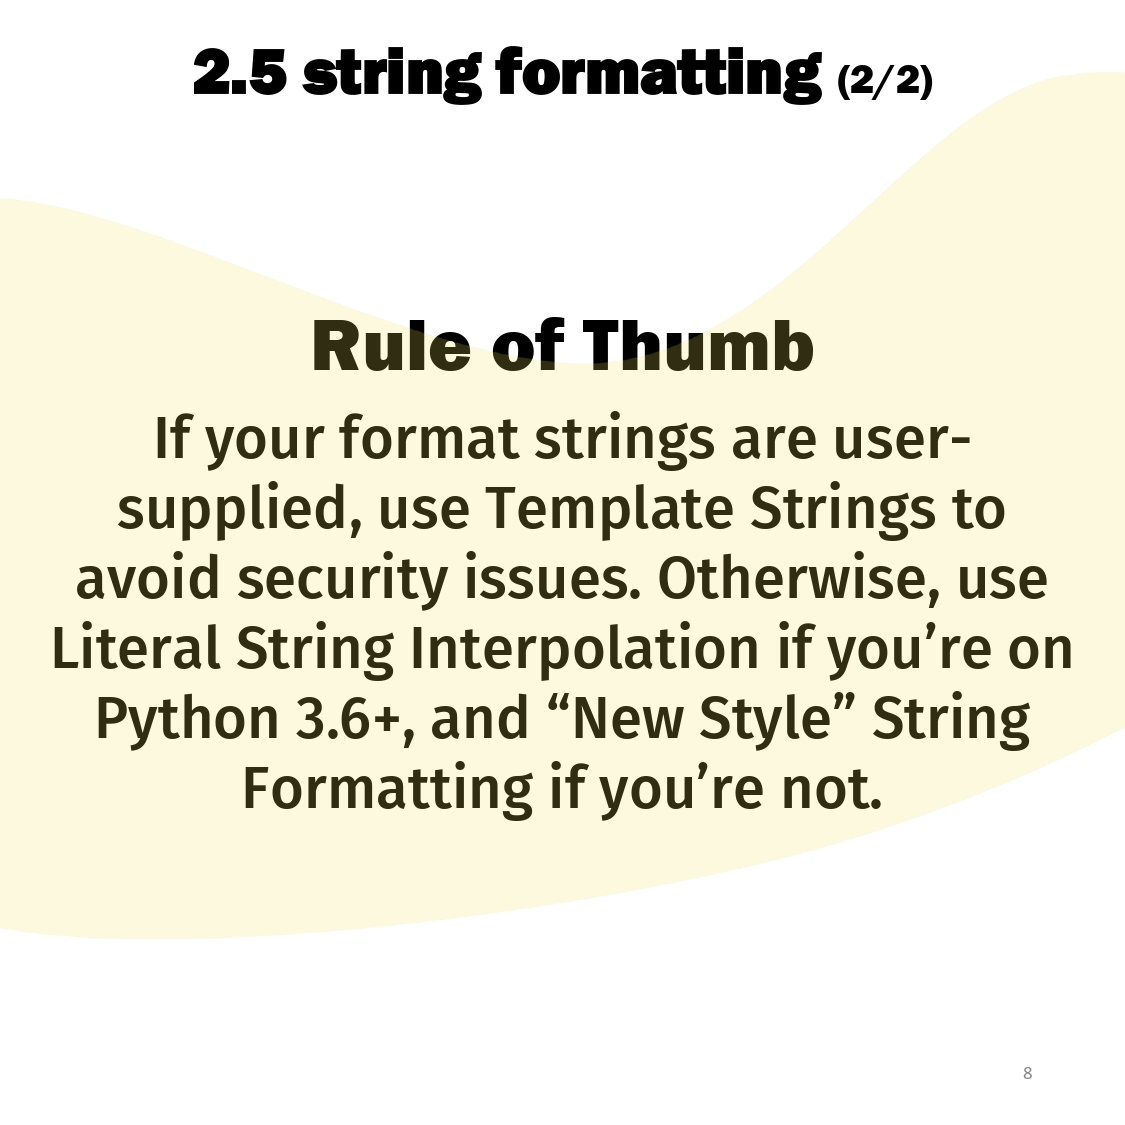 2.5 string formatting (2/2)
Rule of Thumb
If your format strings are user-
supplied, use Template Strings to
avoid security issues. Otherwise, use
Literal String Interpolation if you’re on
Python 3.6+, and “New Style” String
Formatting if you’re not.
8